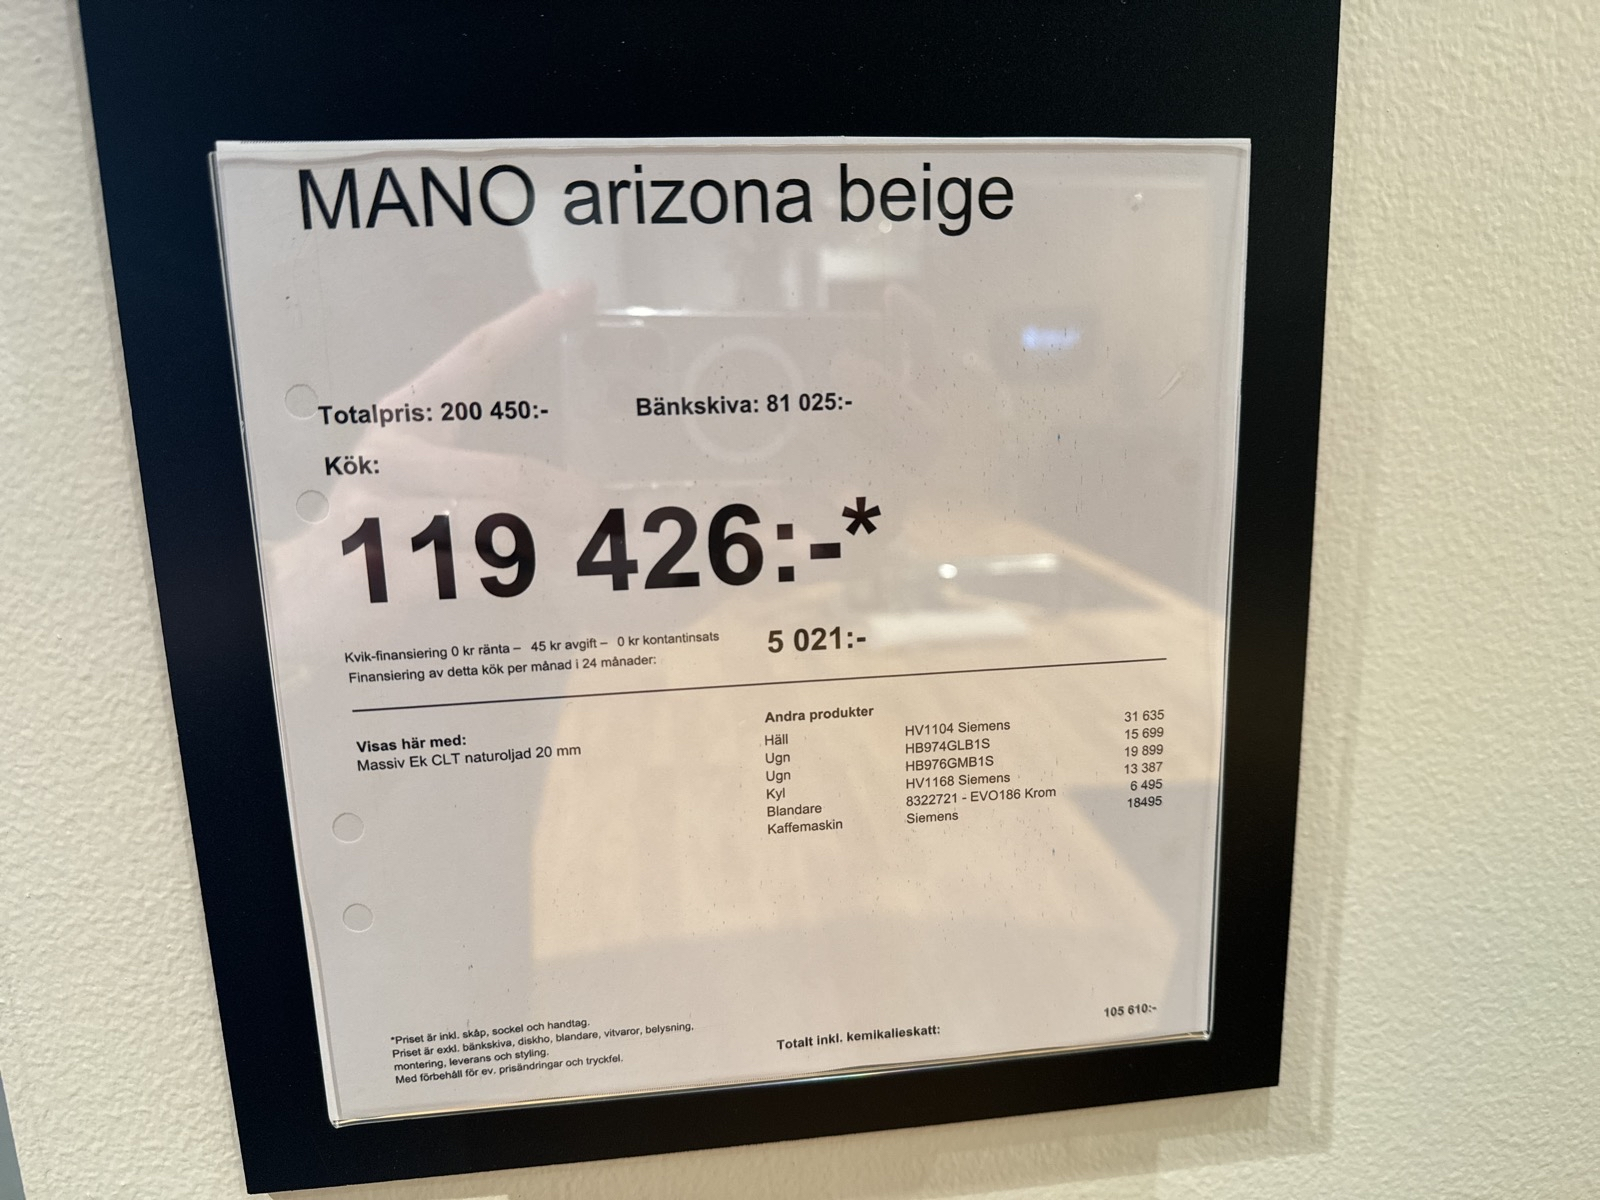 MANO arizona beige
Totalpris: 200 450:-
Bänkskiva: 81 025:-
Kök:
119 426:-*
Kvik-finansiering 0 kr ränta – 45 kr avgift – 0 kr kontantinsats
Finansiering av detta kök per månad i 24 månader:
5 021:-
Visas här med:
Massiv Ek CLT naturoljad 20 mm
Andra produkter
Häll HV1104 Siemens 31 635
Ugn HB974GLB1S 15 699
Ugn HB976GMB1S 19 899
Kyl HV1168 Siemens 13 387
Blandare 8322721 - EVO186 Krom 6 495
Kaffemaskin Siemens 18495
*Priset är inkl. skåp, sockel och handtag.
Priset är exkl. bänkskiva, diskho, blandare, vitvaror, belysning,
montering, leverans och styling.
Med förbehåll för ev. prisändringar och tryckfel.
Totalt inkl. kemikalieskatt: 105 610:-